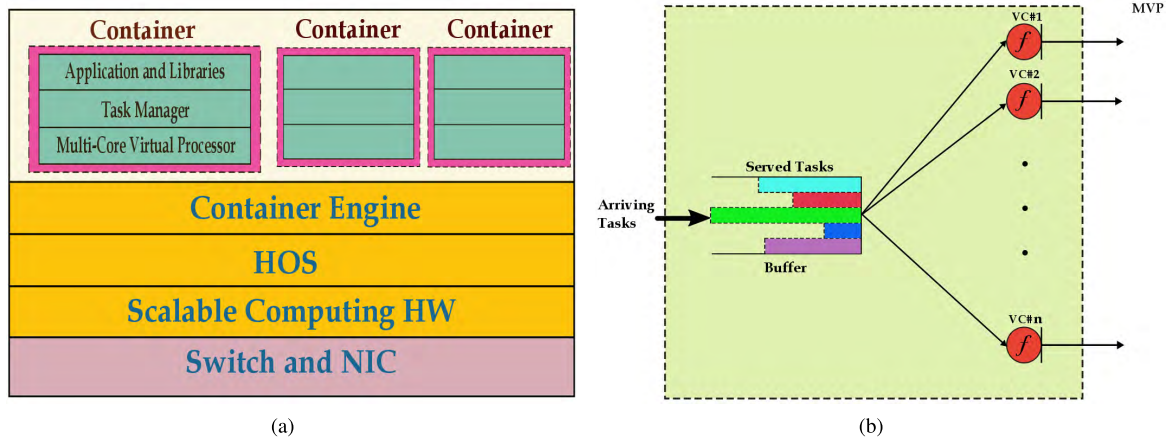 Container
Container
Container
Application and Libraries
Task Manager
Multi-Core Virtual Processor
Container Engine
HOS
Scalable Computing HW
Switch and NIC
(a)
MVP
VC#1
f
VC#2
f
Served Tasks
Arriving
Tasks
Buffer
VC#n
f
(b)